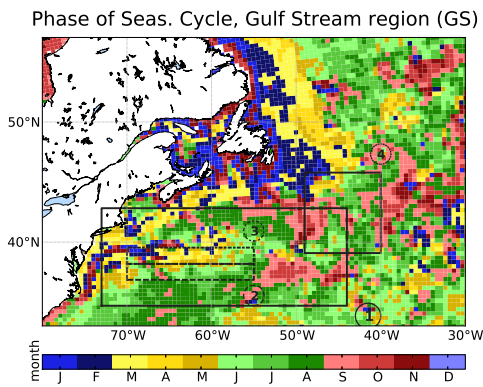 Phase of Seas. Cycle, Gulf Stream region (GS)
50°N
4
3
40°N
2
1
70°W 60°W 50°W 40°W 30°W
month
J F M A M J J A S O N D